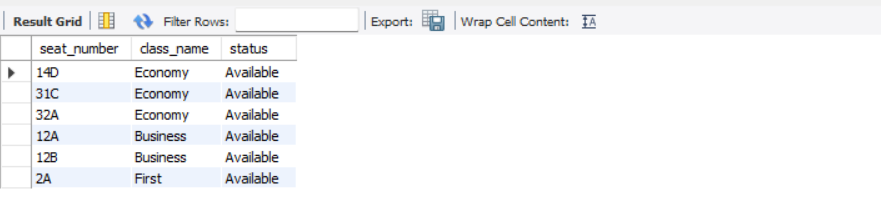 Result Grid Filter Rows: Export: Wrap Cell Content: IA
seat_number class_name status
14D Economy Available
31C Economy Available
32A Economy Available
12A Business Available
12B Business Available
2A First Available